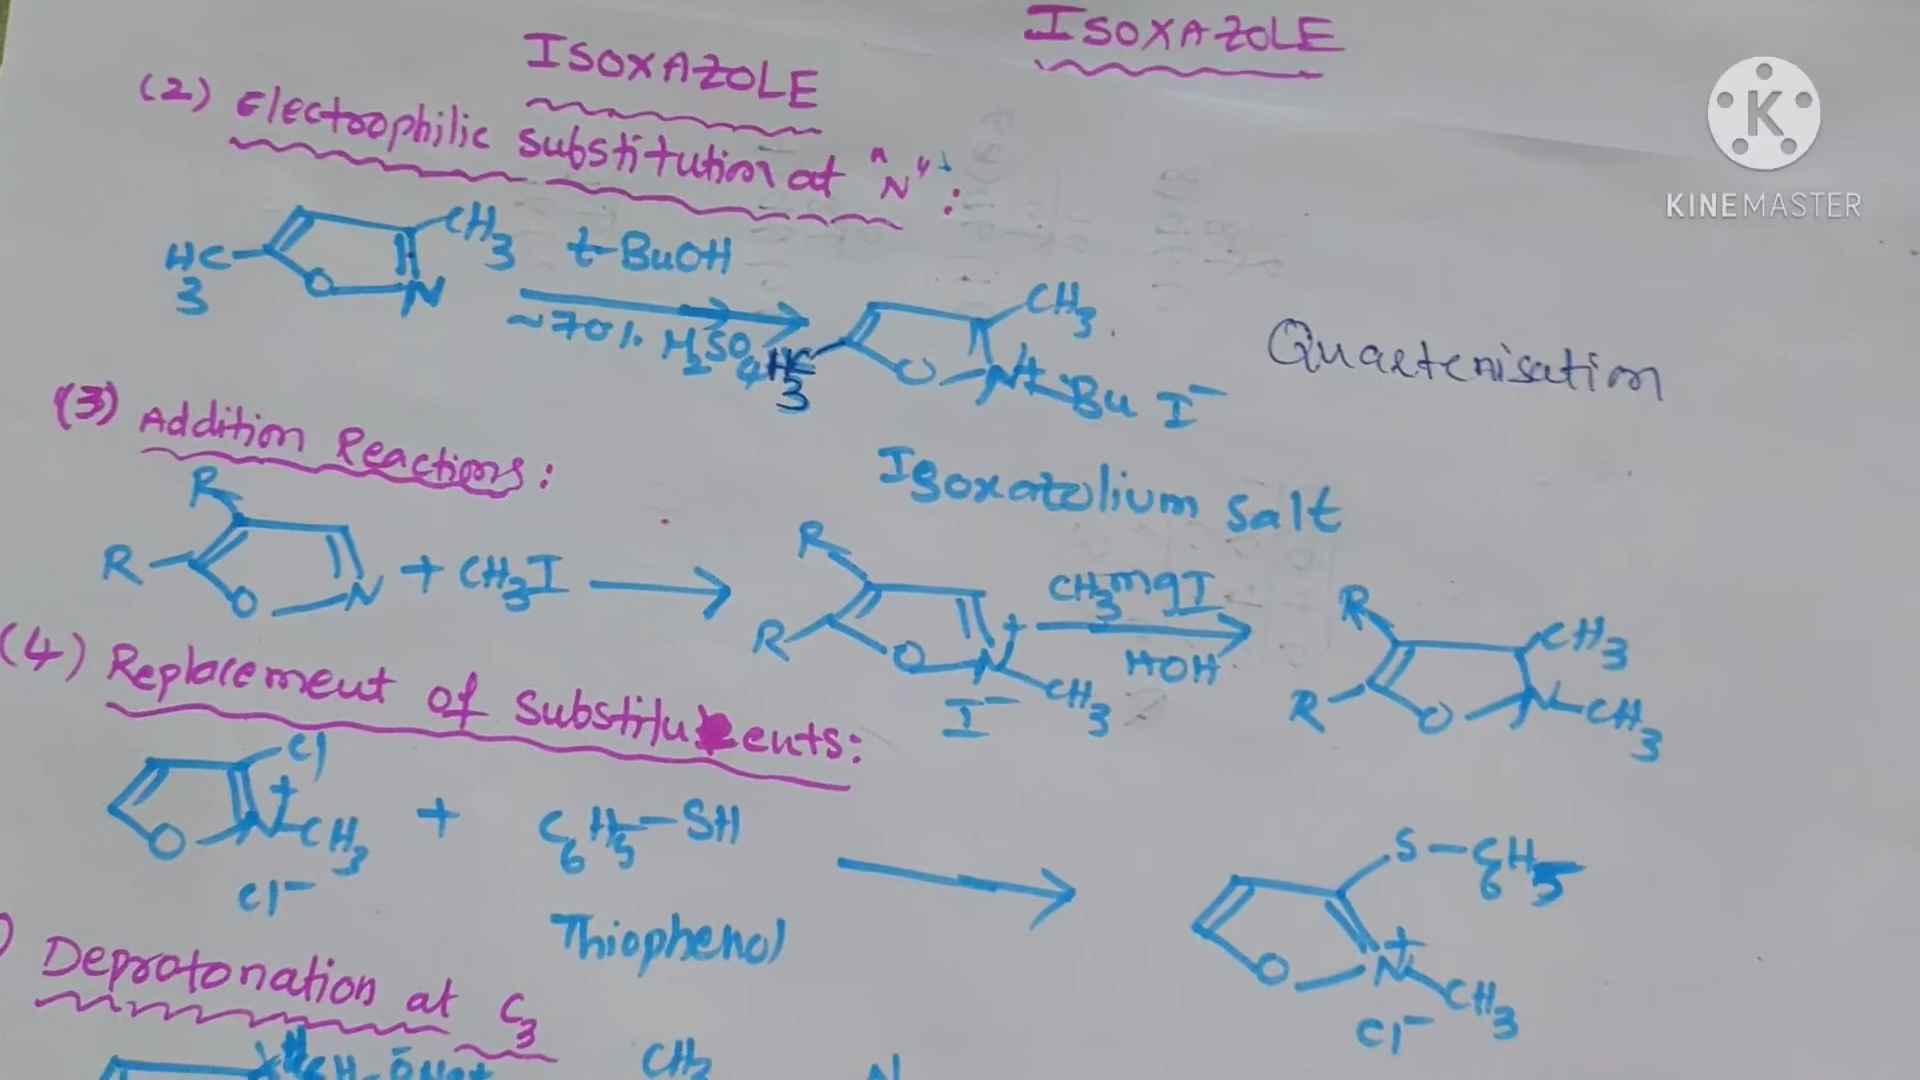 ISOXAZOLE
ISOXAZOLE
K
KINEMASTER
(2) Electrophilic substitution at "N":
H3C
O
N
CH3
t-BuOH
~70% H2SO4
H3C
O
N+
CH3
Bu I-
Quartenisation
Isoxazolium salt
(3) Addition Reactions:
R
R
O
N
+ CH3I
R
R
O
N+
CH3
I-
CH3MgI
HOH
R
R
O
N
CH3
CH3
(4) Replacement of substituents:
Cl
O
N+
CH3
Cl-
+
C6H5-SH
Thiophenol
S-C6H5
O
N+
CH3
Cl-
) Deprotonation at C3
CH3
N